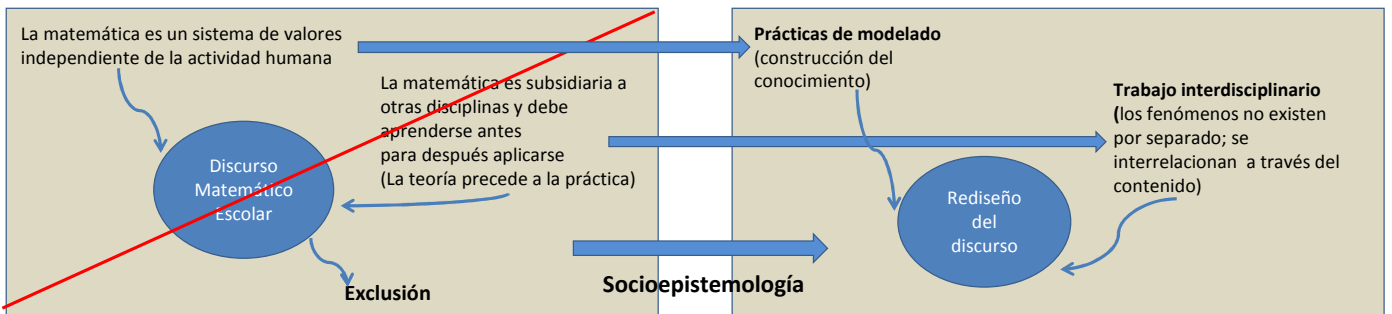 La matemática es un sistema de valores
independiente de la actividad humana
La matemática es subsidiaria a
otras disciplinas y debe
aprenderse antes
para después aplicarse
(La teoría precede a la práctica)
Discurso
Matemático
Escolar
Exclusión
Socioepistemología
Prácticas de modelado
(construcción del
conocimiento)
Trabajo interdisciplinario
(los fenómenos no existen
por separado; se
interrelacionan a través del
contenido)
Rediseño
del
discurso